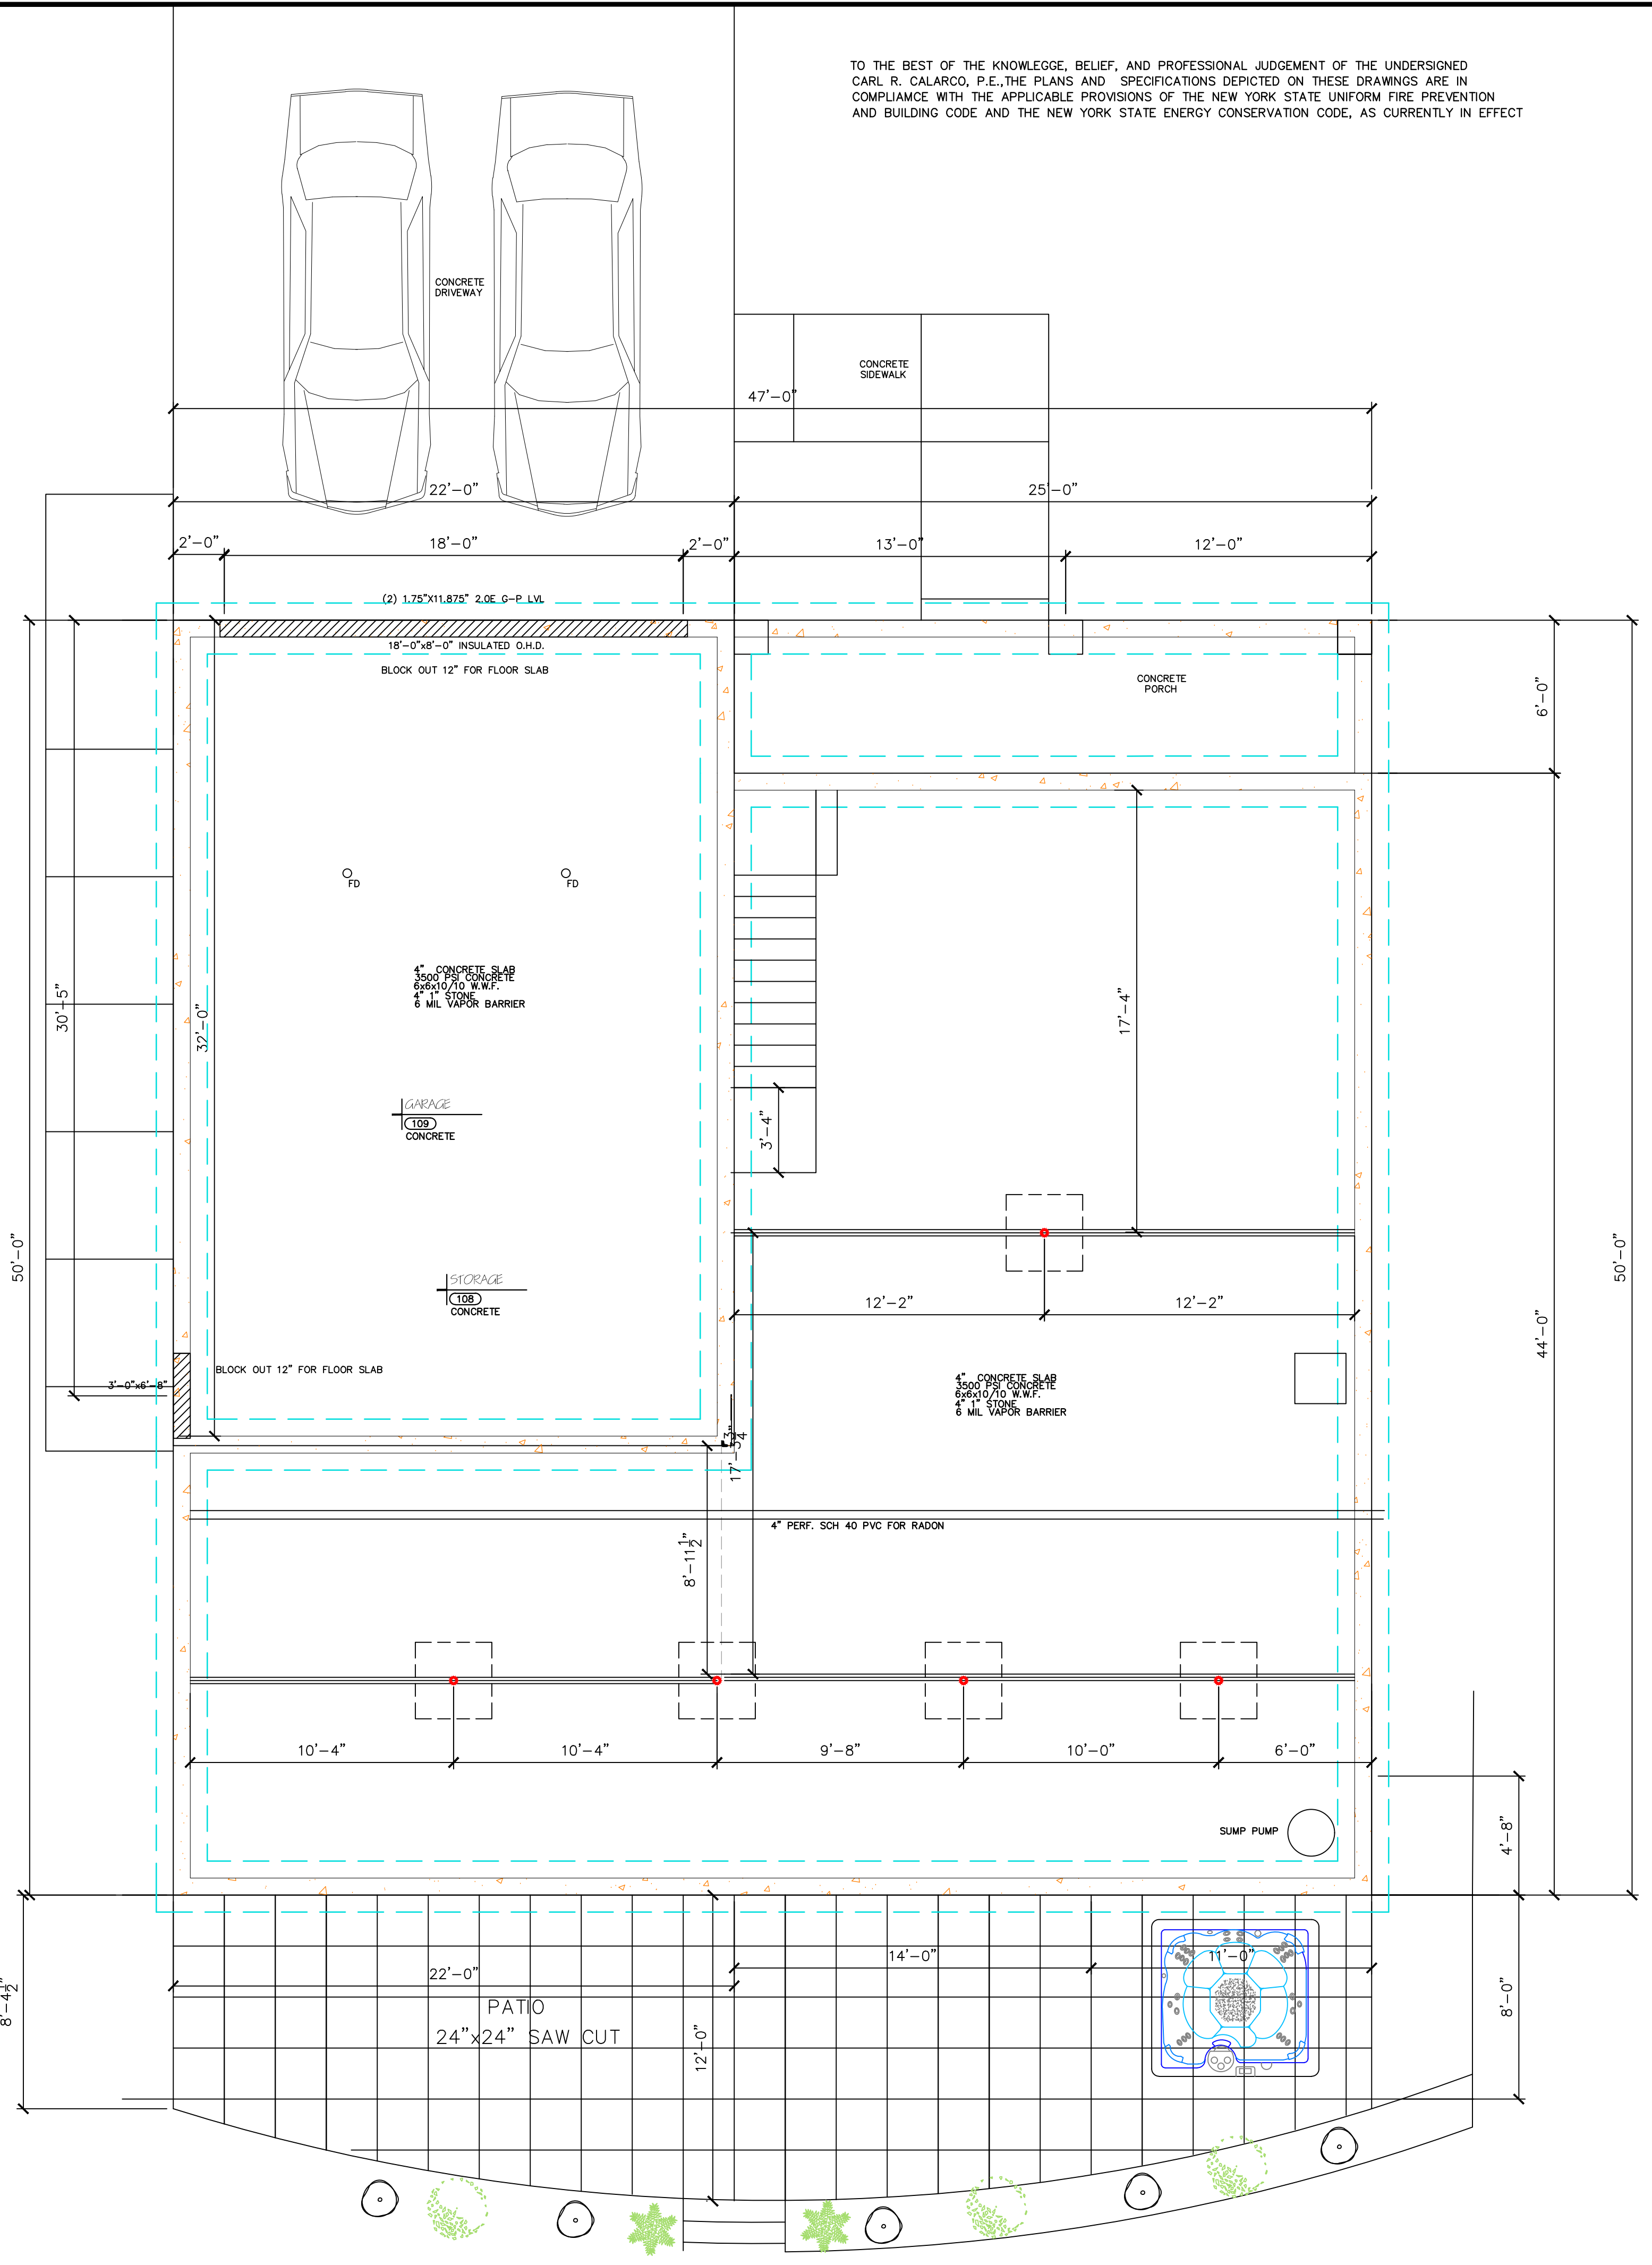 TO THE BEST OF THE KNOWLEGGE, BELIEF, AND PROFESSIONAL JUDGEMENT OF THE UNDERSIGNED
CARL R. CALARCO, P.E.,THE PLANS AND SPECIFICATIONS DEPICTED ON THESE DRAWINGS ARE IN
COMPLIAMCE WITH THE APPLICABLE PROVISIONS OF THE NEW YORK STATE UNIFORM FIRE PREVENTION
AND BUILDING CODE AND THE NEW YORK STATE ENERGY CONSERVATION CODE, AS CURRENTLY IN EFFECT
CONCRETE
DRIVEWAY
CONCRETE
SIDEWALK
47'-0"
22'-0"
25'-0"
2'-0"
18'-0"
2'-0"
13'-0"
12'-0"
(2) 1.75"X11.875" 2.0E G-P LVL
18'-0"x8'-0" INSULATED O.H.D.
BLOCK OUT 12" FOR FLOOR SLAB
CONCRETE
PORCH
6'-0"
FD
FD
4" CONCRETE SLAB
3500 PSI CONCRETE
6x6x10/10 W.W.F.
4" 1" STONE
6 MIL VAPOR BARRIER
30'-5"
32'-0"
17'-4"
GARAGE
109
CONCRETE
3'-4"
50'-0"
50'-0"
STORAGE
108
CONCRETE
12'-2"
12'-2"
44'-0"
BLOCK OUT 12" FOR FLOOR SLAB
3'-0"x6'-8"
4" CONCRETE SLAB
3500 PSI CONCRETE
6x6x10/10 W.W.F.
4" 1" STONE
6 MIL VAPOR BARRIER
17'-3 3/4"
4" PERF. SCH 40 PVC FOR RADON
8'-11 1/2"
10'-4"
10'-4"
9'-8"
10'-0"
6'-0"
SUMP PUMP
4'-8"
14'-0"
11'-0"
22'-0"
8'-4 1/2"
8'-0"
PATIO
24"x24" SAW CUT
12'-0"